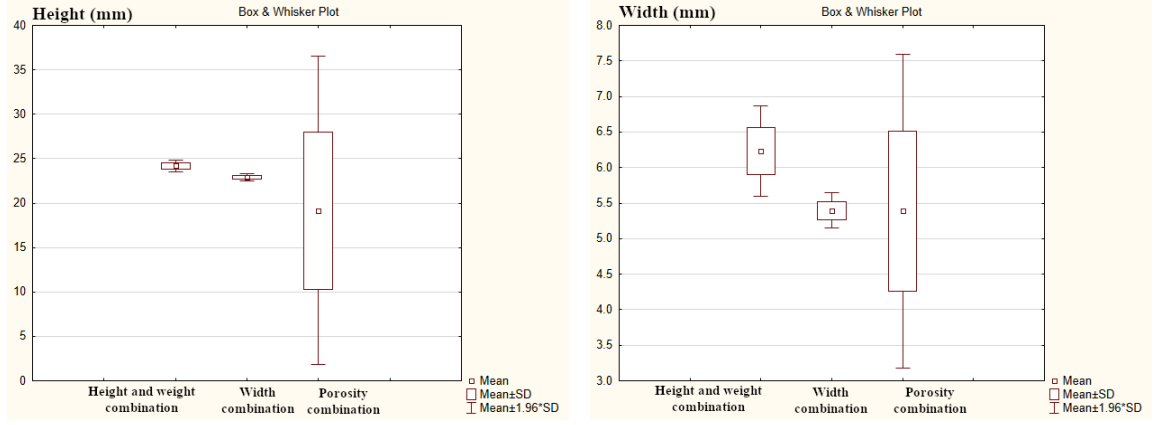 Height (mm)
Box & Whisker Plot
40
35
30
25
20
15
10
5
0
Height and weight
combination
Width
combination
Porosity
combination
Mean
Mean±SD
Mean±1.96*SD
Width (mm)
Box & Whisker Plot
8.0
7.5
7.0
6.5
6.0
5.5
5.0
4.5
4.0
3.5
3.0
Height and weight
combination
Width
combination
Porosity
combination
Mean
Mean±SD
Mean±1.96*SD